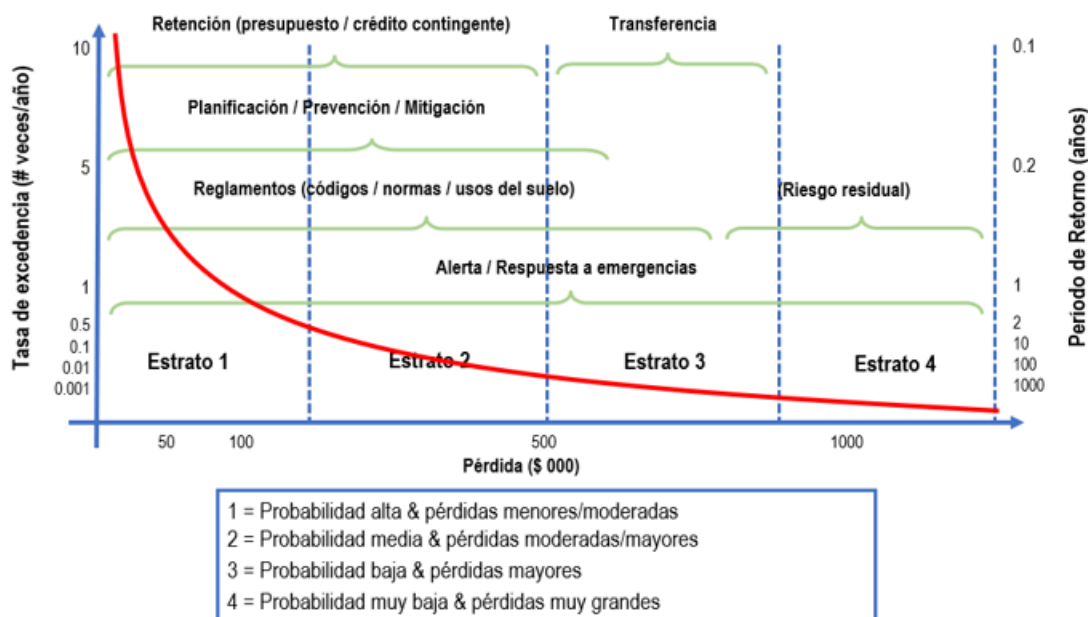 Retención (presupuesto / crédito contingente)
Transferencia
Planificación / Prevención / Mitigación
Reglamentos (códigos / normas / usos del suelo)
(Riesgo residual)
Alerta / Respuesta a emergencias
Estrato 1
Estrato 2
Estrato 3
Estrato 4
Tasa de excedencia (# veces/año)
10
5
1
0.5
0.1
0.01
0.001
Periodo de Retorno (años)
0.1
0.2
1
2
10
100
1000
50
100
500
1000
Pérdida ($ 000)
1 = Probabilidad alta & pérdidas menores/moderadas
2 = Probabilidad media & pérdidas moderadas/mayores
3 = Probabilidad baja & pérdidas mayores
4 = Probabilidad muy baja & pérdidas muy grandes